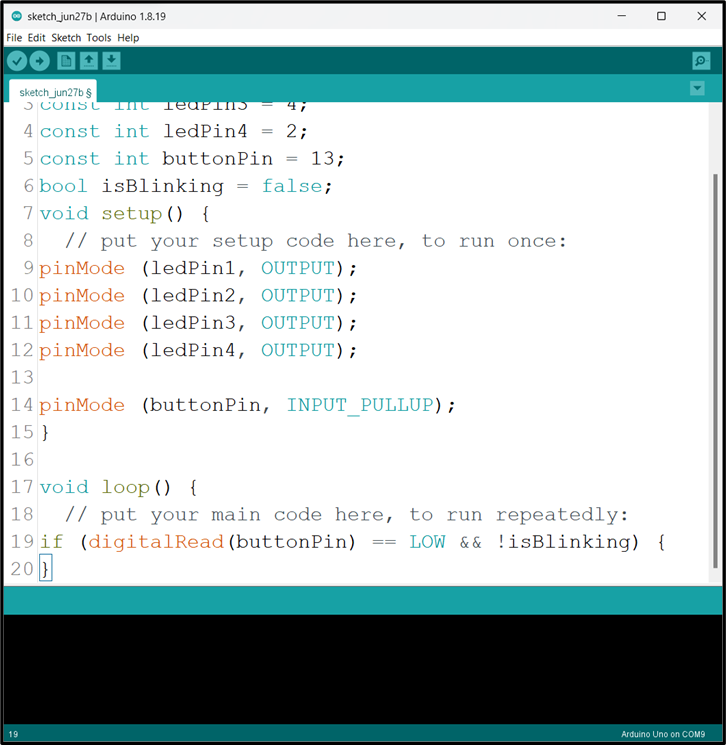 sketch_jun27b | Arduino 1.8.19
File Edit Sketch Tools Help
sketch_jun27b §
3 const int ledPin3 = 4;
4 const int ledPin4 = 2;
5 const int buttonPin = 13;
6 bool isBlinking = false;
7 void setup() {
8 // put your setup code here, to run once:
9 pinMode (ledPin1, OUTPUT);
10 pinMode (ledPin2, OUTPUT);
11 pinMode (ledPin3, OUTPUT);
12 pinMode (ledPin4, OUTPUT);
13
14 pinMode (buttonPin, INPUT_PULLUP);
15 }
16
17 void loop() {
18 // put your main code here, to run repeatedly:
19 if (digitalRead(buttonPin) == LOW && !isBlinking) {
20 }
19 Arduino Uno on COM9